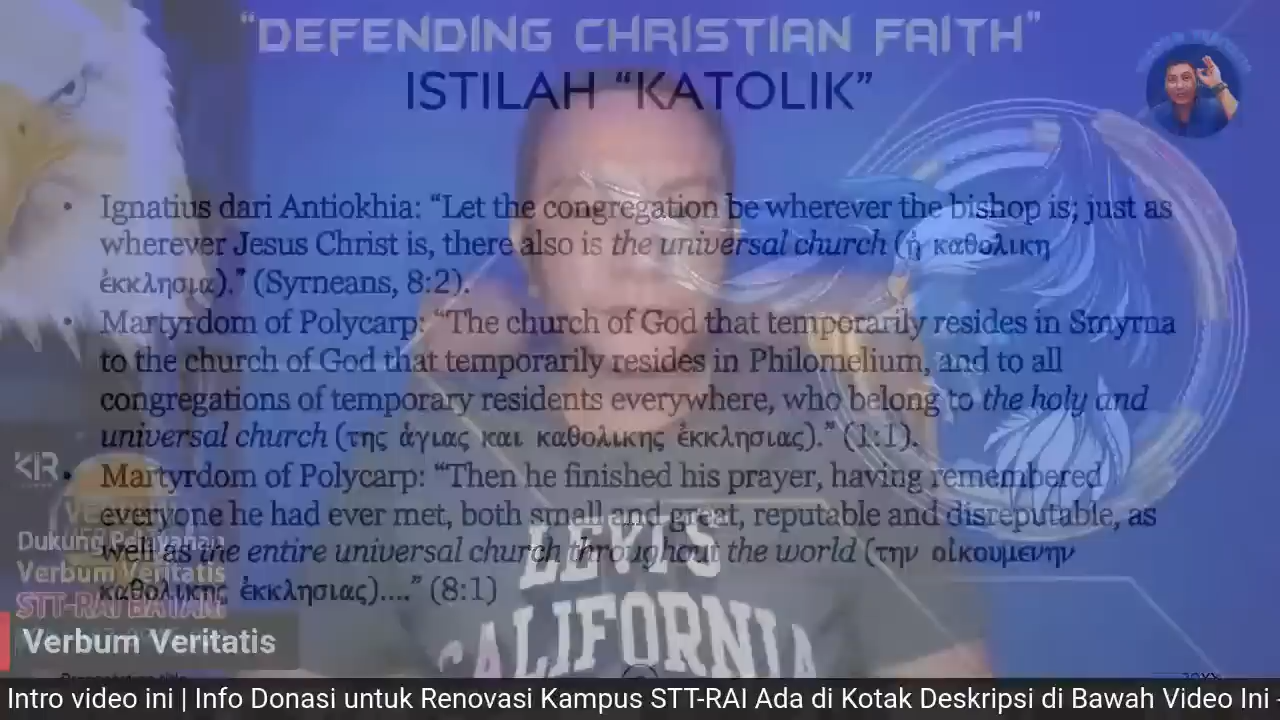 “DEFENDING CHRISTIAN FAITH”
ISTILAH “KATOLIK”
• Ignatius dari Antiokhia: “Let the congregation be wherever the bishop is; just as
wherever Jesus Christ is, there also is the universal church (ἡ καθολικη
ἐκκλησια).” (Syrneans, 8:2).
• Martyrdom of Polycarp: “The church of God that temporarily resides in Smyrna
to the church of God that temporarily resides in Philomelium, and to all
congregations of temporary residents everywhere, who belong to the holy and
universal church (της ἁγιας και καθολικης ἐκκλησιας).” (1:1).
• Martyrdom of Polycarp: “Then he finished his prayer, having remembered
everyone he had ever met, both small and great, reputable and disreputable, as
well as the entire universal church throughout the world (την οἰκουμενην
καθολικης ἐκκλησιας)....” (8:1)
KIR
Dukung Pelayanan
Verbum Veritatis
STT-RAI BATAM
LEVI'S
CALIFORNIA
Verbum Veritatis
Intro video ini | Info Donasi untuk Renovasi Kampus STT-RAI Ada di Kotak Deskripsi di Bawah Video Ini